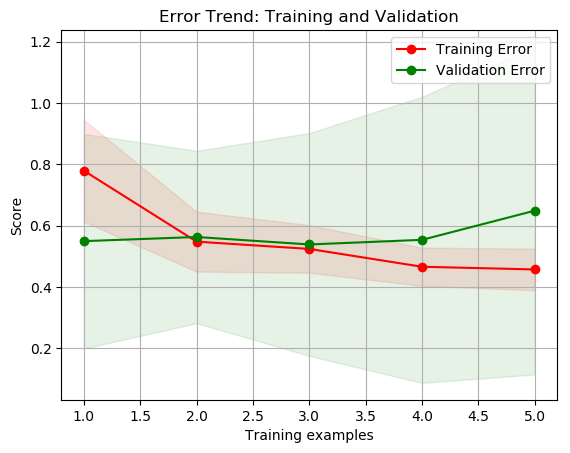 Error Trend: Training and Validation
Training Error
Validation Error
Score
1.2
1.0
0.8
0.6
0.4
0.2
1.0 1.5 2.0 2.5 3.0 3.5 4.0 4.5 5.0
Training examples